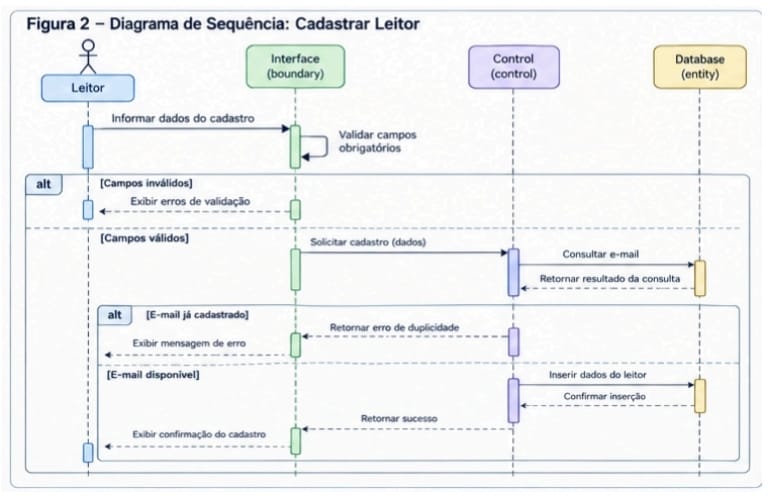 Figura 2 – Diagrama de Sequência: Cadastrar Leitor
Leitor
Interface
(boundary)
Control
(control)
Database
(entity)
Informar dados do cadastro
Validar campos
obrigatórios
alt
[Campos inválidos]
Exibir erros de validação
[Campos válidos]
Solicitar cadastro (dados)
Consultar e-mail
Retornar resultado da consulta
alt
[E-mail já cadastrado]
Retornar erro de duplicidade
Exibir mensagem de erro
[E-mail disponível]
Inserir dados do leitor
Confirmar inserção
Retornar sucesso
Exibir confirmação do cadastro